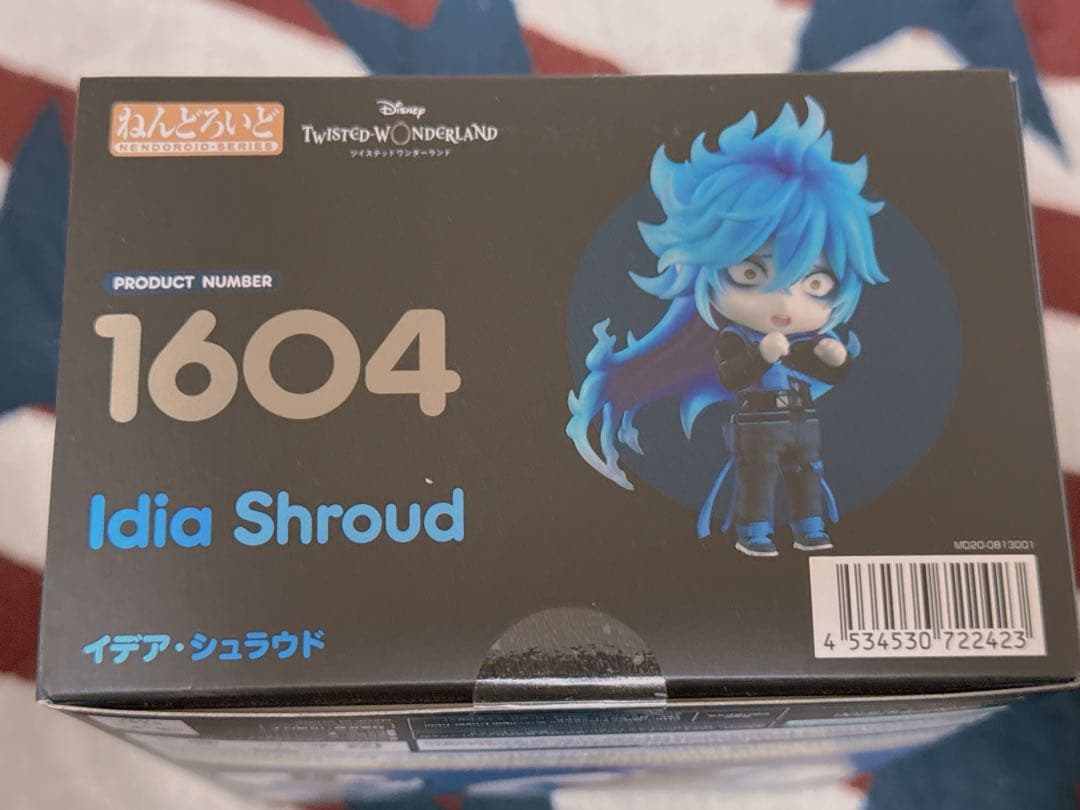 ねんどろいど
NENDOROID·SERIES
Disney
TWISTED-WONDERLAND
ツイステッドワンダーランド
PRODUCT NUMBER
1604
Idia Shroud
イデア・シュラウド
MD20-0813001
4 534530 722423